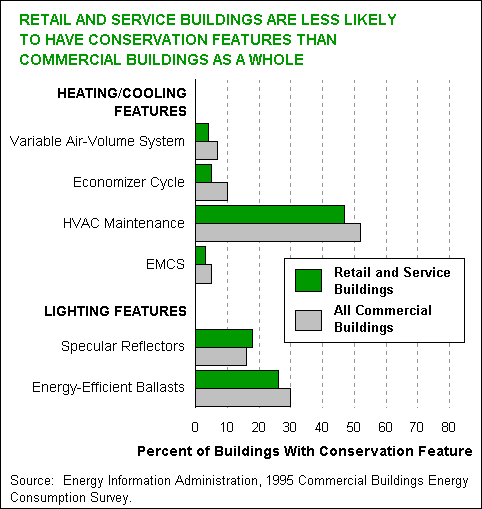 RETAIL AND SERVICE BUILDINGS ARE LESS LIKELY
TO HAVE CONSERVATION FEATURES THAN
COMMERCIAL BUILDINGS AS A WHOLE
HEATING/COOLING
FEATURES
Variable Air-Volume System
Economizer Cycle
HVAC Maintenance
EMCS
Retail and Service
Buildings
All Commercial
Buildings
LIGHTING FEATURES
Specular Reflectors
Energy-Efficient Ballasts
0 10 20 30 40 50 60 70 80
Percent of Buildings With Conservation Feature
Source: Energy Information Administration, 1995 Commercial Buildings Energy
Consumption Survey.